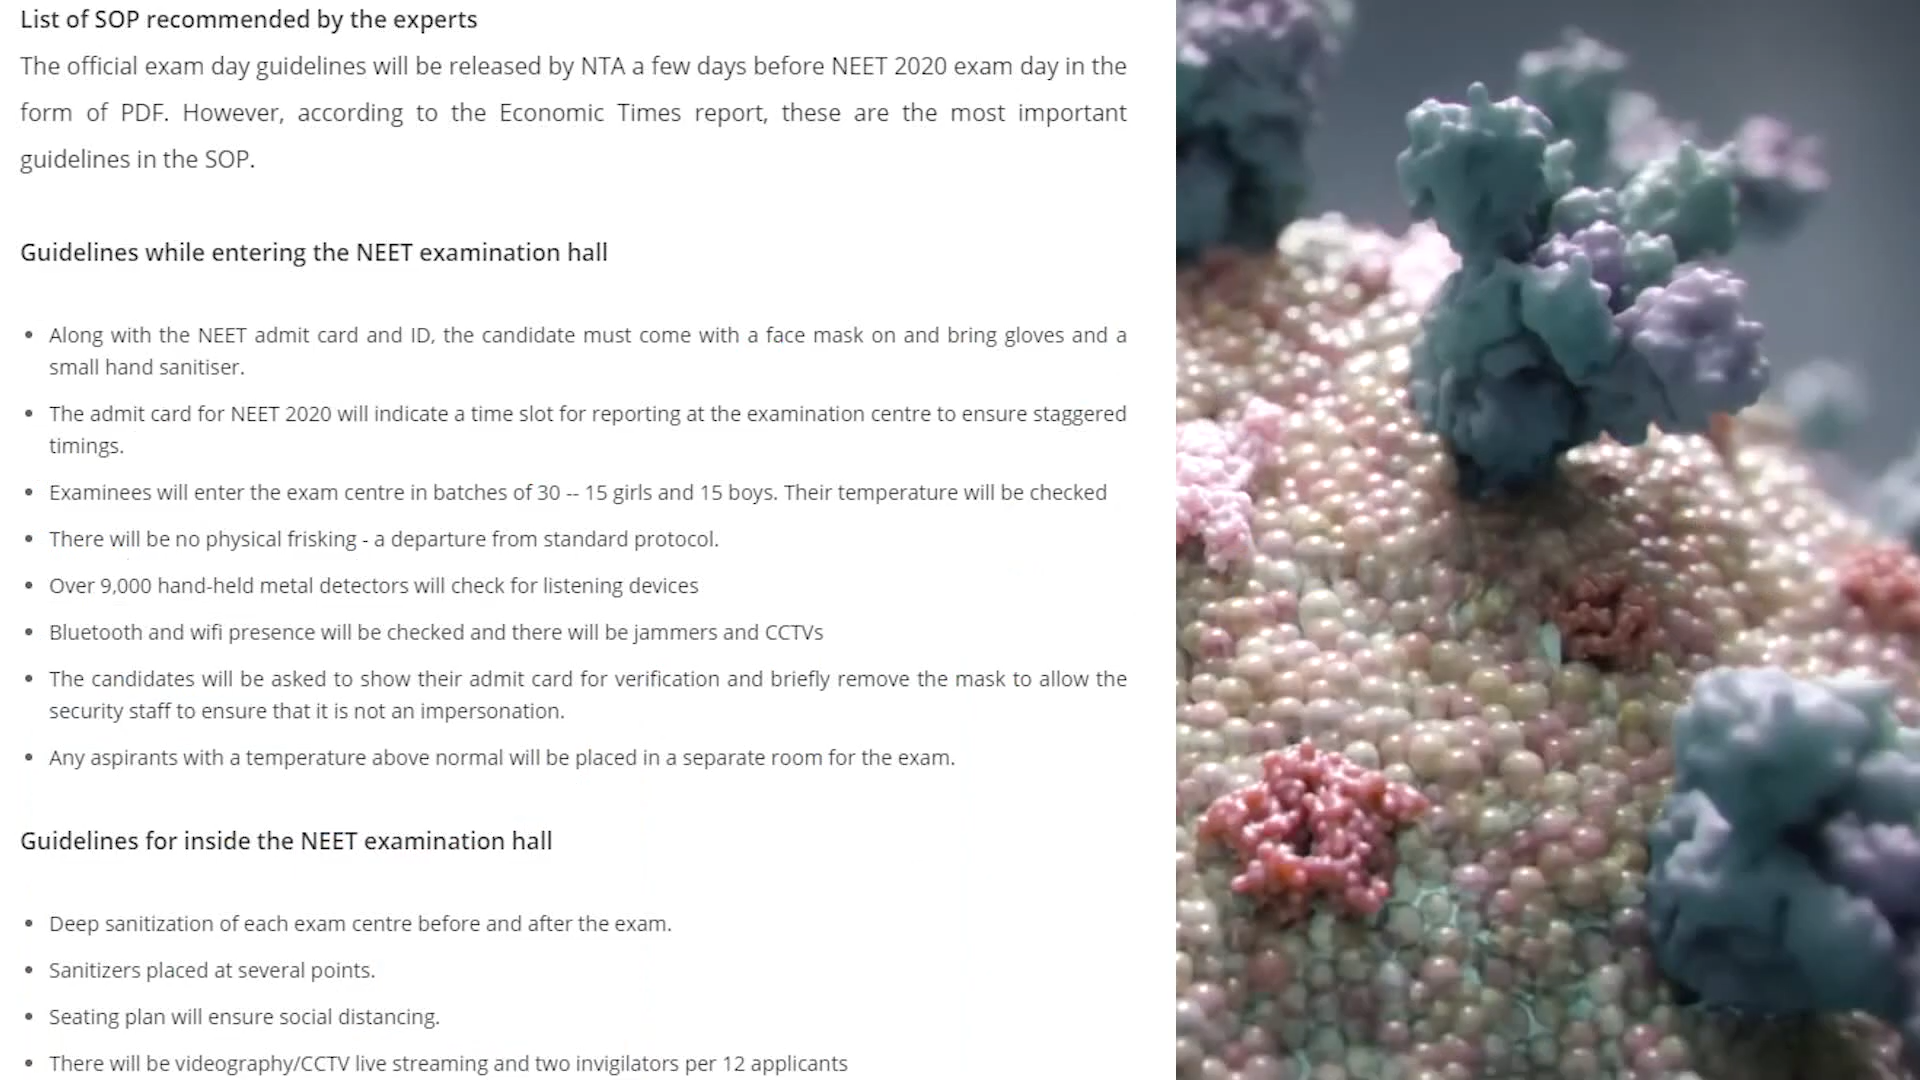 List of SOP recommended by the experts
The official exam day guidelines will be released by NTA a few days before NEET 2020 exam day in the
form of PDF. However, according to the Economic Times report, these are the most important
guidelines in the SOP.
Guidelines while entering the NEET examination hall
• Along with the NEET admit card and ID, the candidate must come with a face mask on and bring gloves and a
small hand sanitiser.
• The admit card for NEET 2020 will indicate a time slot for reporting at the examination centre to ensure staggered
timings.
• Examinees will enter the exam centre in batches of 30 -- 15 girls and 15 boys. Their temperature will be checked
• There will be no physical frisking - a departure from standard protocol.
• Over 9,000 hand-held metal detectors will check for listening devices
• Bluetooth and wifi presence will be checked and there will be jammers and CCTVs
• The candidates will be asked to show their admit card for verification and briefly remove the mask to allow the
security staff to ensure that it is not an impersonation.
• Any aspirants with a temperature above normal will be placed in a separate room for the exam.
Guidelines for inside the NEET examination hall
• Deep sanitization of each exam centre before and after the exam.
• Sanitizers placed at several points.
• Seating plan will ensure social distancing.
• There will be videography/CCTV live streaming and two invigilators per 12 applicants